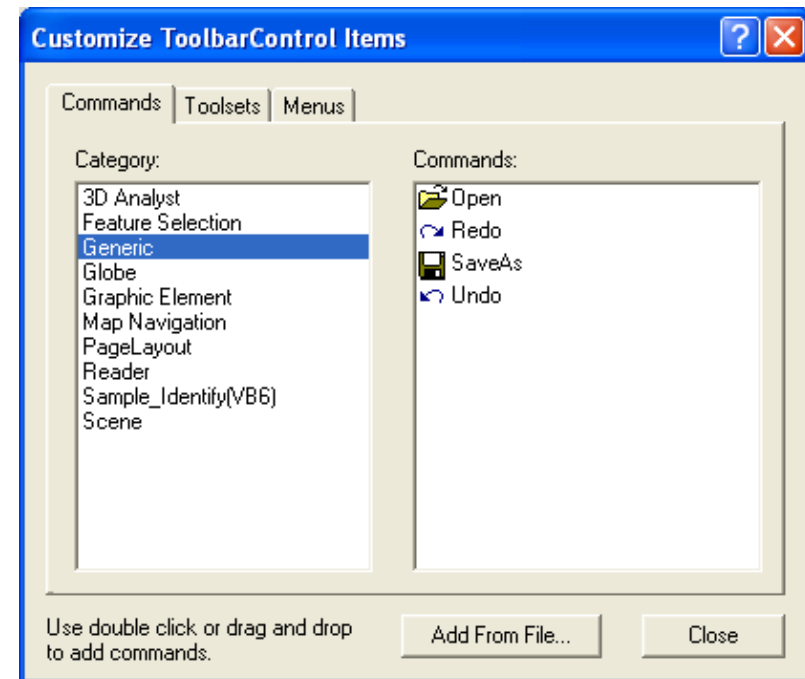 Customize ToolbarControl Items
Commands Toolsets Menus
Category:
3D Analyst
Feature Selection
Generic
Globe
Graphic Element
Map Navigation
PageLayout
Reader
Sample_Identify(VB6)
Scene
Commands:
Open
Redo
SaveAs
Undo
Use double click or drag and drop
to add commands.
Add From File...
Close